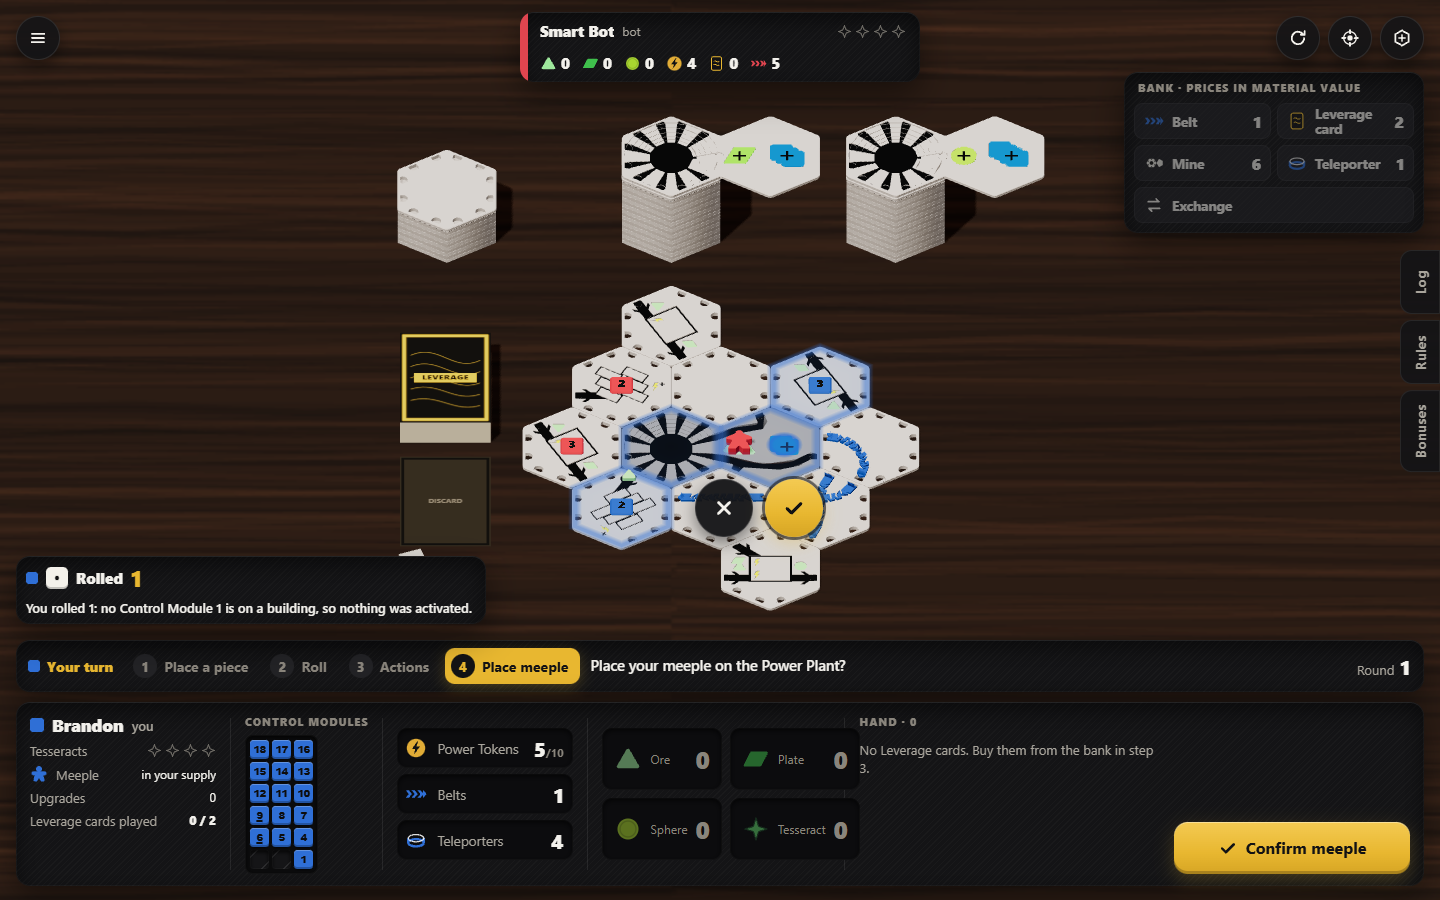 Smart Bot bot
0 0 0 4 0 5
BANK · PRICES IN MATERIAL VALUE
Belt 1
Leverage card 2
Mine 6
Teleporter 1
Exchange
Log
Rules
Bonuses
LEVERAGE
DISCARD
2
3
3
2
Rolled 1
You rolled 1: no Control Module 1 is on a building, so nothing was activated.
Your turn
1 Place a piece
2 Roll
3 Actions
4 Place meeple
Place your meeple on the Power Plant?
Round 1
Brandon you
Tesseracts
Meeple in your supply
Upgrades 0
Leverage cards played 0 / 2
CONTROL MODULES
18 17 16
15 14 13
12 11 10
9 8 7
6 5 4
1
Power Tokens 5/10
Belts 1
Teleporters 4
Ore 0
Plate 0
Sphere 0
Tesseract 0
HAND · 0
No Leverage cards. Buy them from the bank in step
3.
Confirm meeple